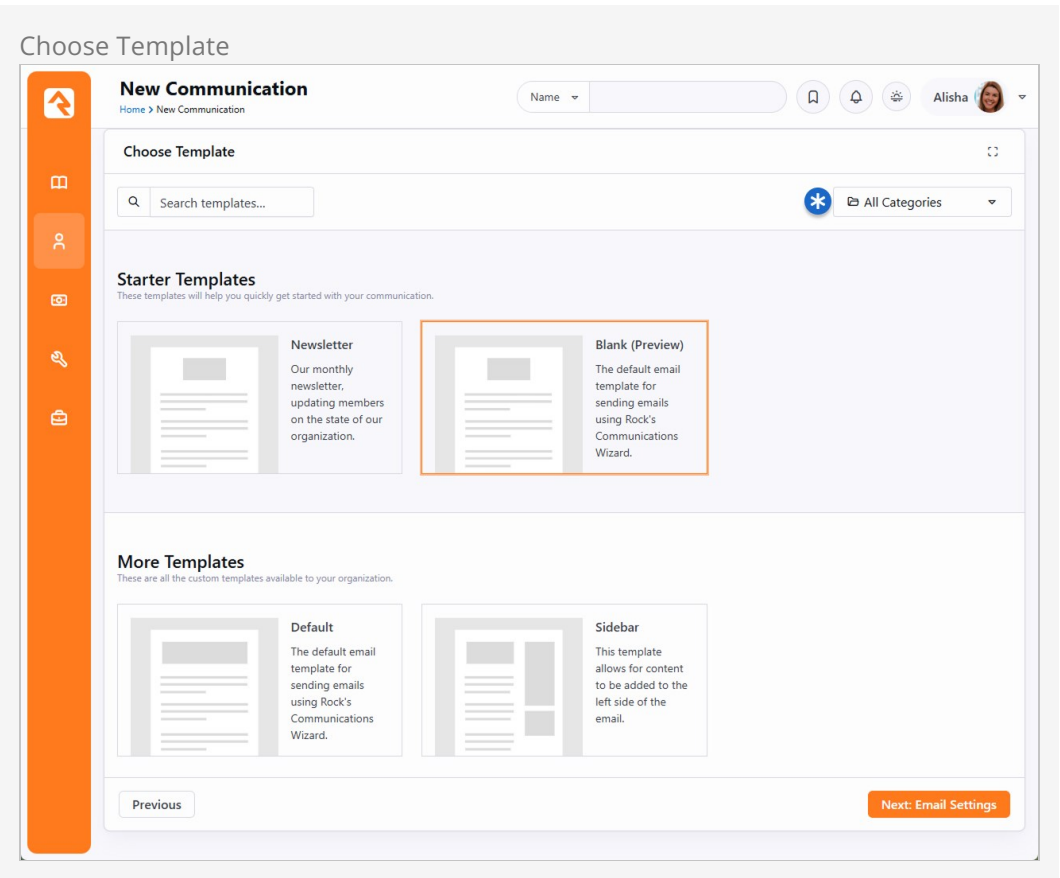 Choose Template
New Communication
Home > New Communication
Name
Alisha
Choose Template
Search templates...
All Categories
Starter Templates
These templates will help you quickly get started with your communication.
Newsletter
Our monthly
newsletter,
updating members
on the state of our
organization.
Blank (Preview)
The default email
template for
sending emails
using Rock's
Communications
Wizard.
More Templates
These are all the custom templates available to your organization.
Default
The default email
template for
sending emails
using Rock's
Communications
Wizard.
Sidebar
This template
allows for content
to be added to the
left side of the
email.
Previous
Next: Email Settings